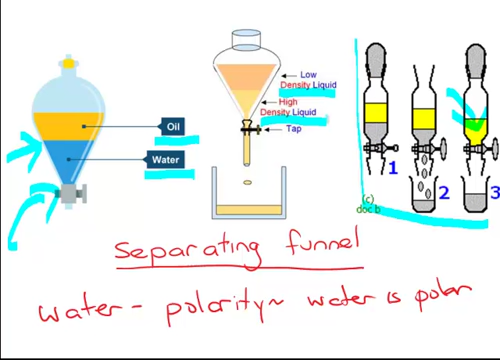 Oil
Water
Low
Density Liquid
High
Density Liquid
Tap
1
2
3
(c)
doc b
Separating funnel
water - polarity ~ water is polar